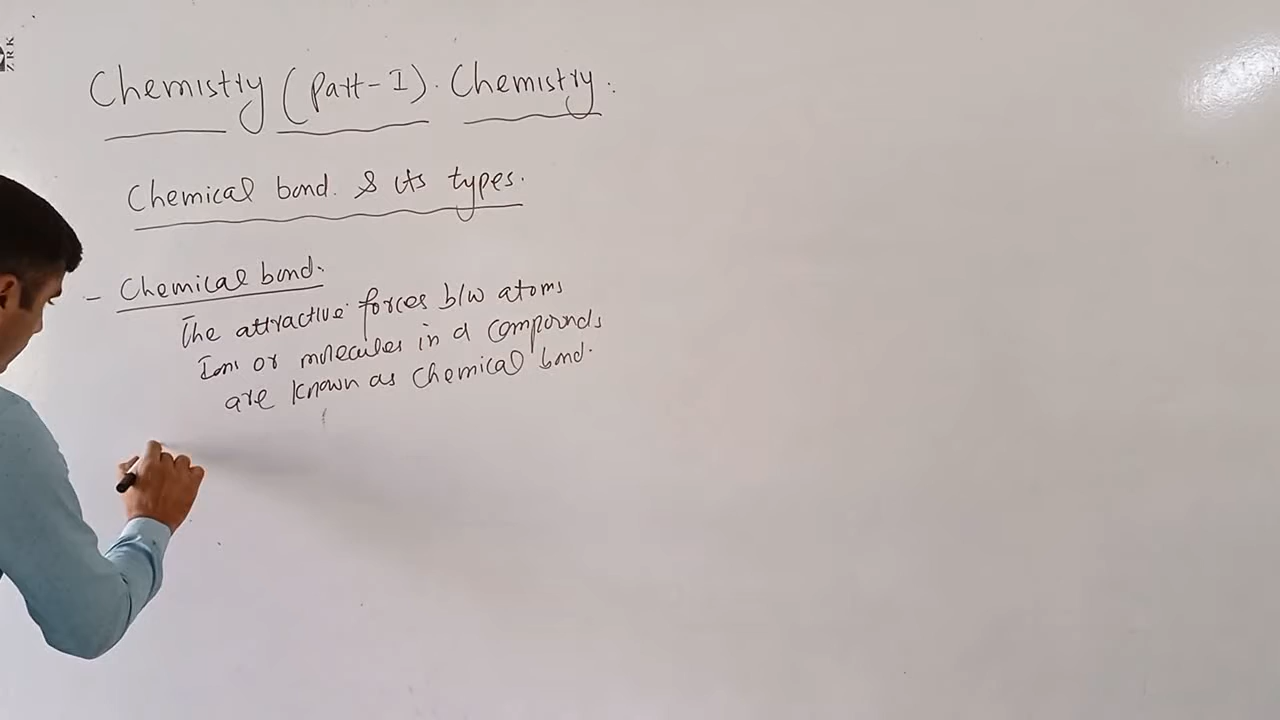 ZRK
Chemistry (Part-I). Chemistry:
Chemical bond. & its types.
- Chemical bond.
The attractive forces b/w atoms
Ions or molecules in a compounds
are known as chemical bond.